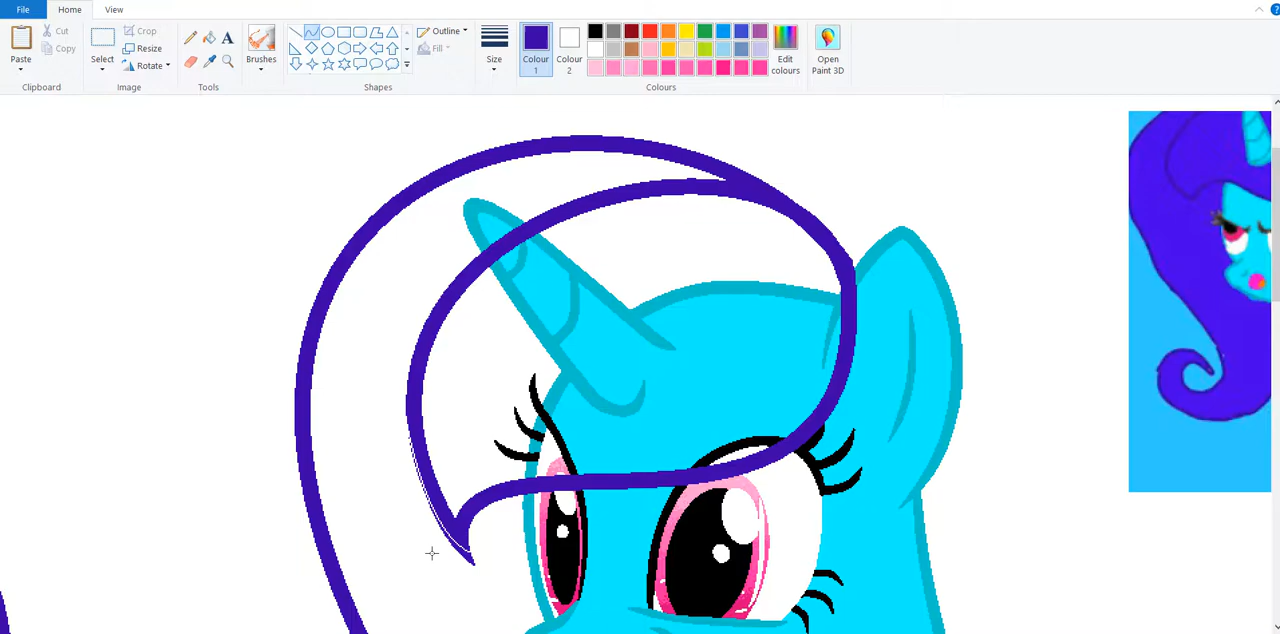 File Home View
Paste
Cut
Copy
Clipboard
Select
Crop
Resize
Rotate
Image
A
Tools
Brushes
Outline
Fill
Shapes
Size
Colour
1
Colour
2
Edit
colours
Colours
Open
Paint 3D
?